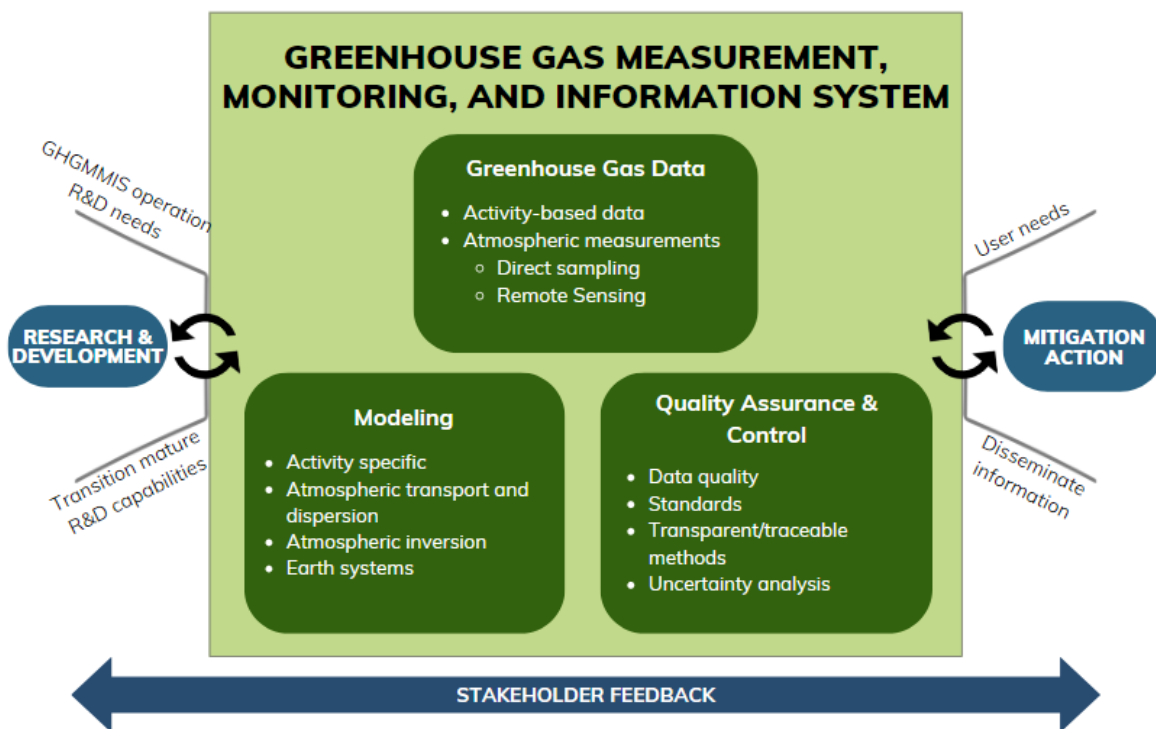 GREENHOUSE GAS MEASUREMENT,
MONITORING, AND INFORMATION SYSTEM
GHGMMIS operation
R&D needs
RESEARCH &
DEVELOPMENT
Transition mature
R&D capabilities
Greenhouse Gas Data
• Activity-based data
• Atmospheric measurements
○ Direct sampling
○ Remote Sensing
Modeling
• Activity specific
• Atmospheric transport and
dispersion
• Atmospheric inversion
• Earth systems
Quality Assurance &
Control
• Data quality
• Standards
• Transparent/traceable
methods
• Uncertainty analysis
User needs
MITIGATION
ACTION
Disseminate
information
STAKEHOLDER FEEDBACK